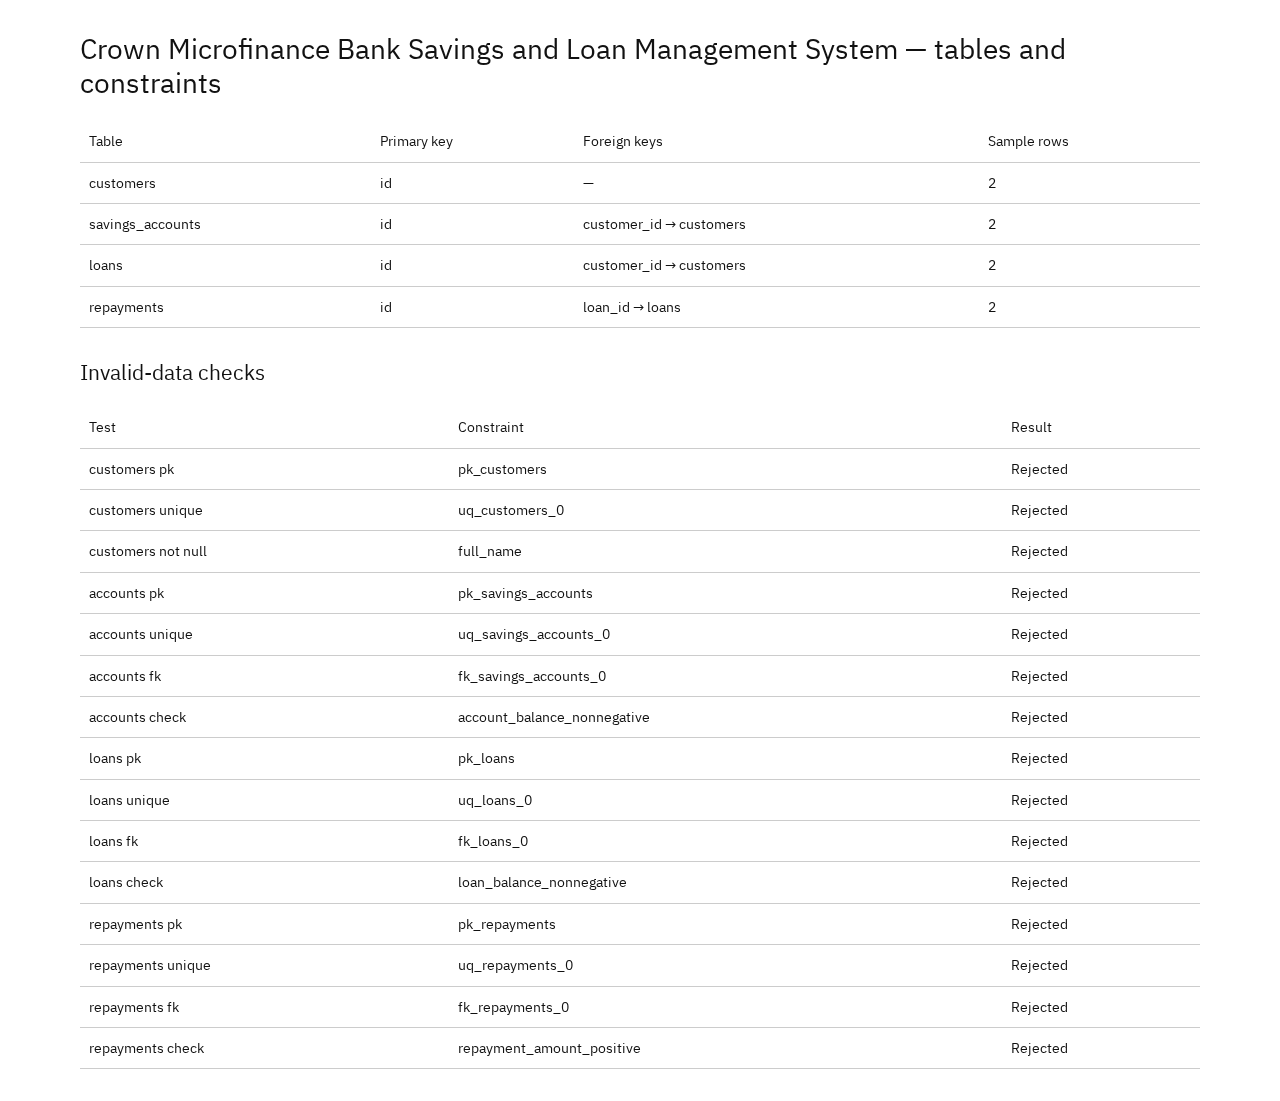 Crown Microfinance Bank Savings and Loan Management System — tables and
constraints
Table Primary key Foreign keys Sample rows
customers id — 2
savings_accounts id customer_id → customers 2
loans id customer_id → customers 2
repayments id loan_id → loans 2
Invalid-data checks
Test Constraint Result
customers pk pk_customers Rejected
customers unique uq_customers_0 Rejected
customers not null full_name Rejected
accounts pk pk_savings_accounts Rejected
accounts unique uq_savings_accounts_0 Rejected
accounts fk fk_savings_accounts_0 Rejected
accounts check account_balance_nonnegative Rejected
loans pk pk_loans Rejected
loans unique uq_loans_0 Rejected
loans fk fk_loans_0 Rejected
loans check loan_balance_nonnegative Rejected
repayments pk pk_repayments Rejected
repayments unique uq_repayments_0 Rejected
repayments fk fk_repayments_0 Rejected
repayments check repayment_amount_positive Rejected